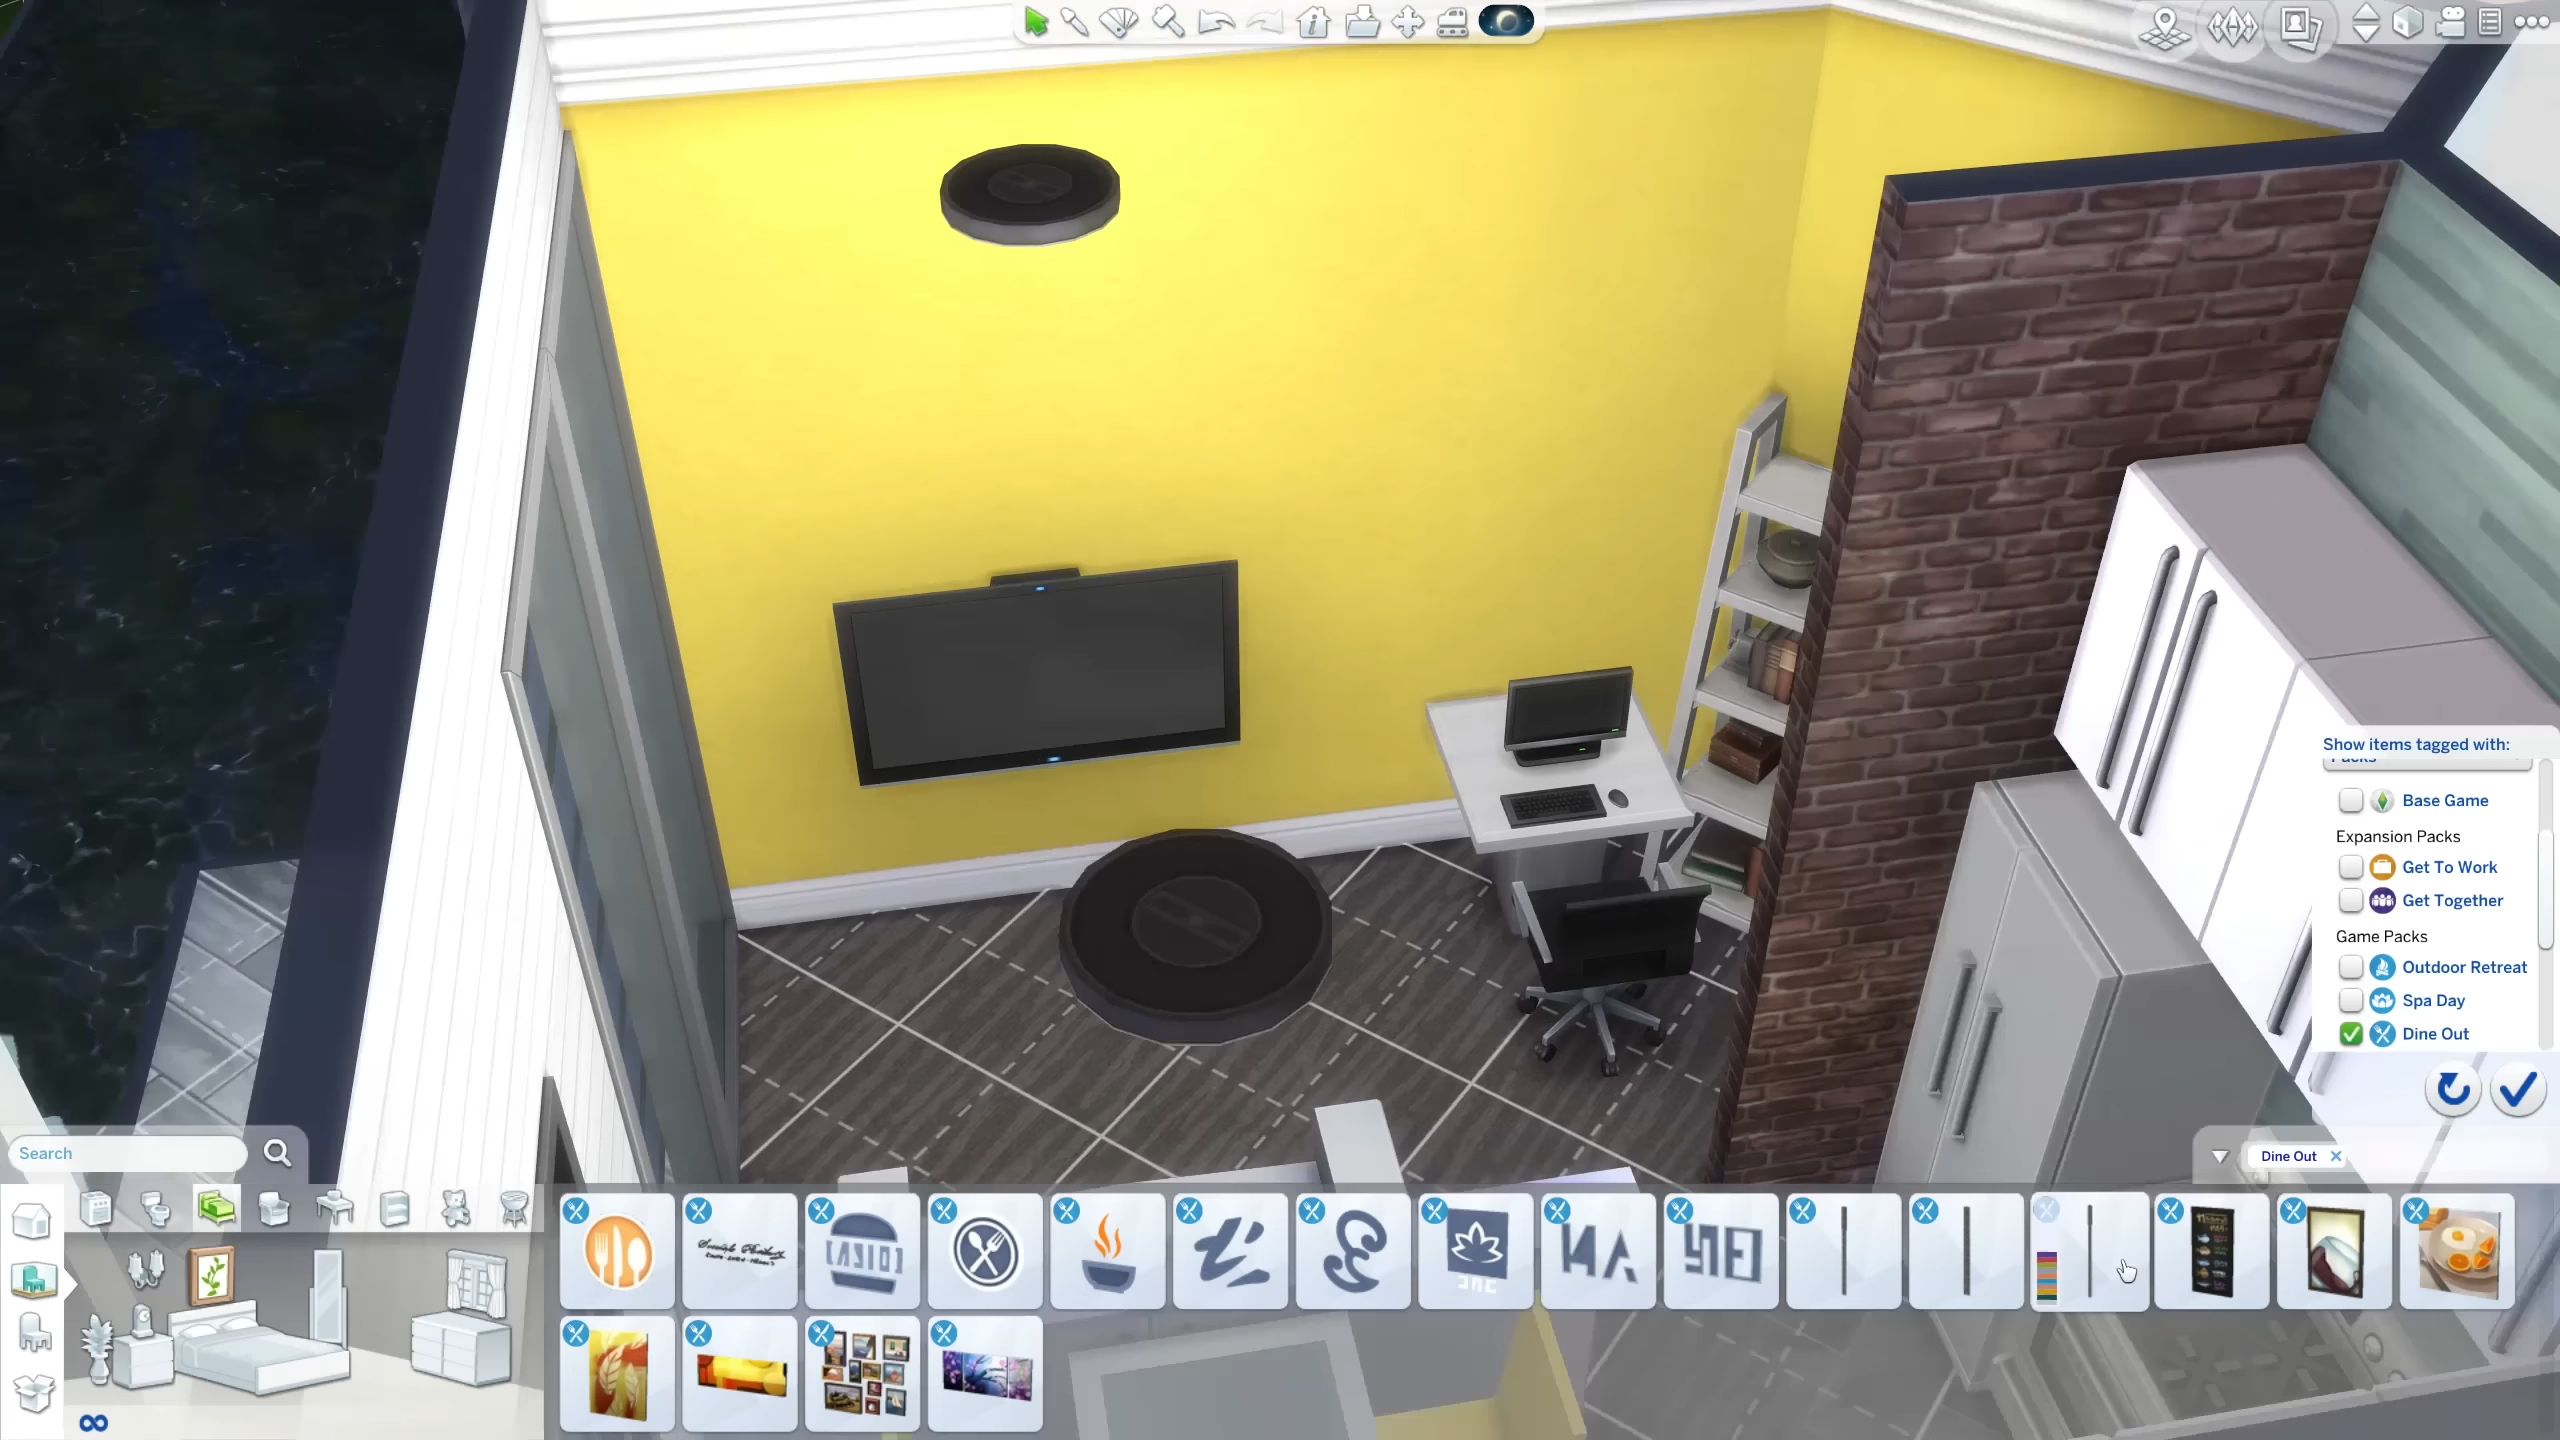 Show items tagged with:
Packs
Base Game
Expansion Packs
Get To Work
Get Together
Game Packs
Outdoor Retreat
Spa Day
Dine Out
Search
Dine Out